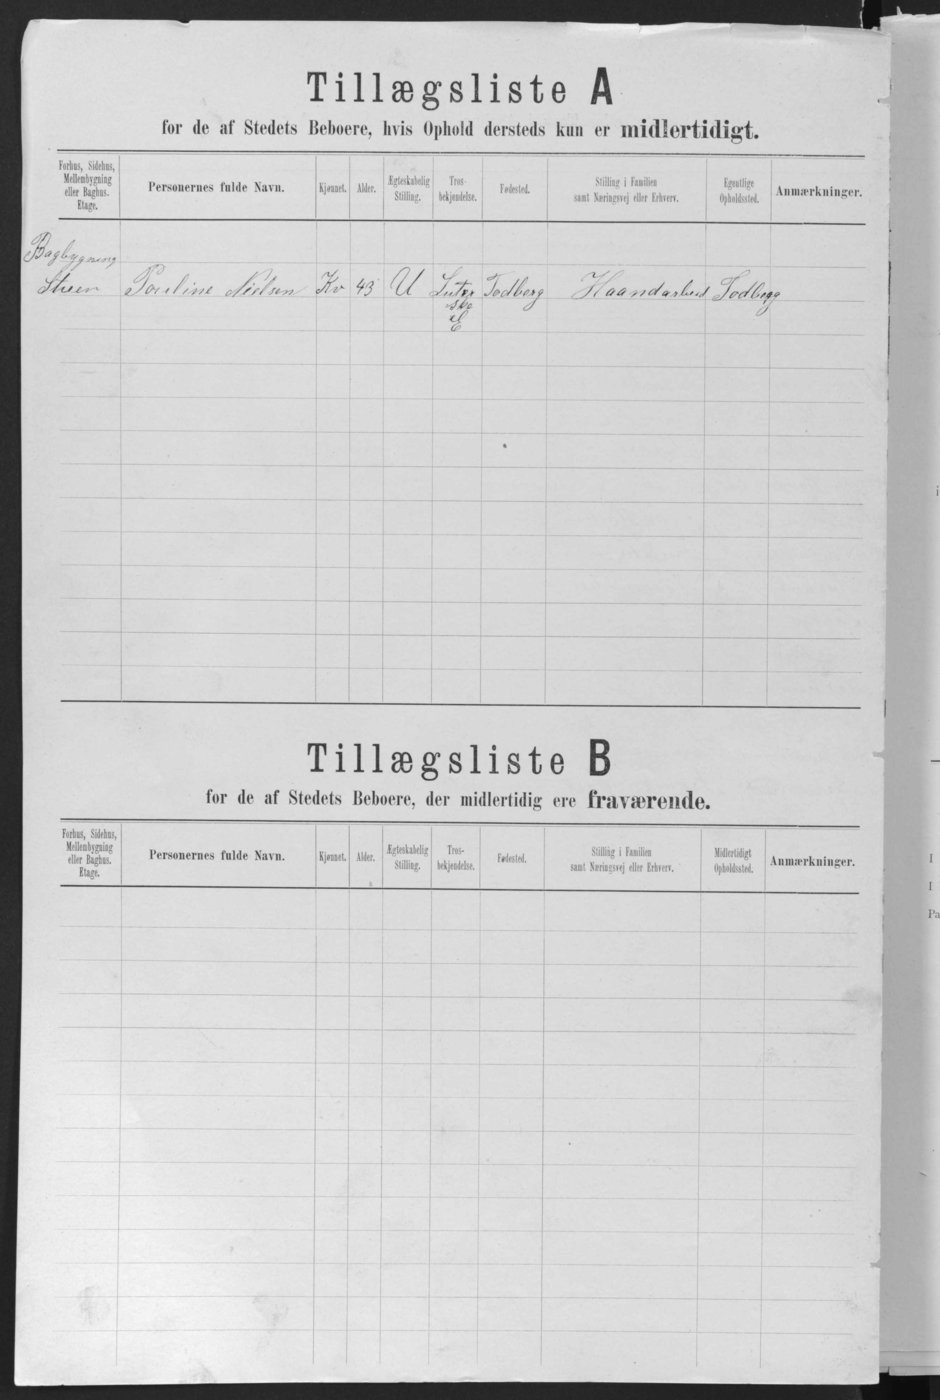 Tillægsliste A
for de af Stedets Beboere, hvis Ophold dersteds kun er midlertidigt.
Forhus, Sidehus, Mellembygning eller Baghus. Etage. Personernes fulde Navn. Kjønnet. Alder. Ægteskabelig Stilling. Trosbekjendelse. Fødested. Stilling i Familien samt Næringsvej eller Erhverv. Egentlige Opholdssted. Anmærkninger.
Bagbygning
Stuen Pouline Nielsen Kv 43 U Luter Todberg Haandarbeid Todberg
ske
Tillægsliste B
for de af Stedets Beboere, der midlertidig ere fraværende.
Forhus, Sidehus, Mellembygning eller Baghus. Etage. Personernes fulde Navn. Kjønnet. Alder. Ægteskabelig Stilling. Trosbekjendelse. Fødested. Stilling i Familien samt Næringsvej eller Erhverv. Midlertidigt Opholdssted. Anmærkninger.